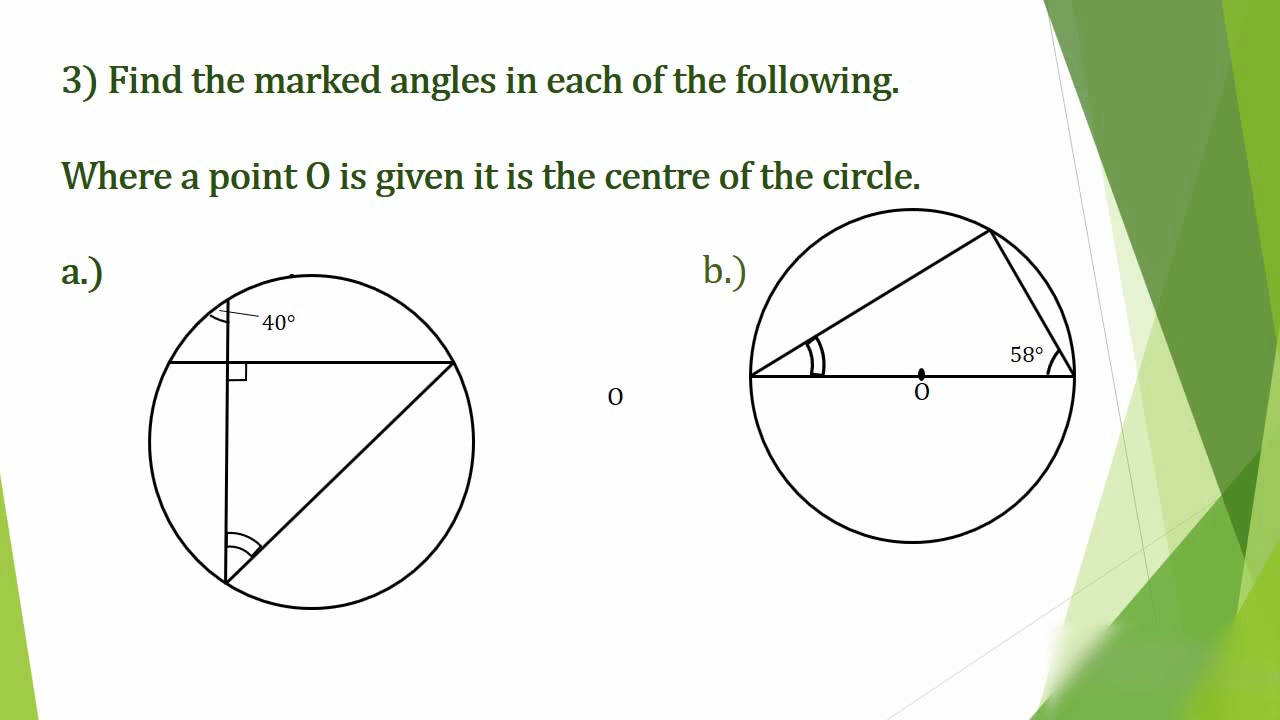 3) Find the marked angles in each of the following.
Where a point O is given it is the centre of the circle.
a.)
40°
O
b.)
58°
O